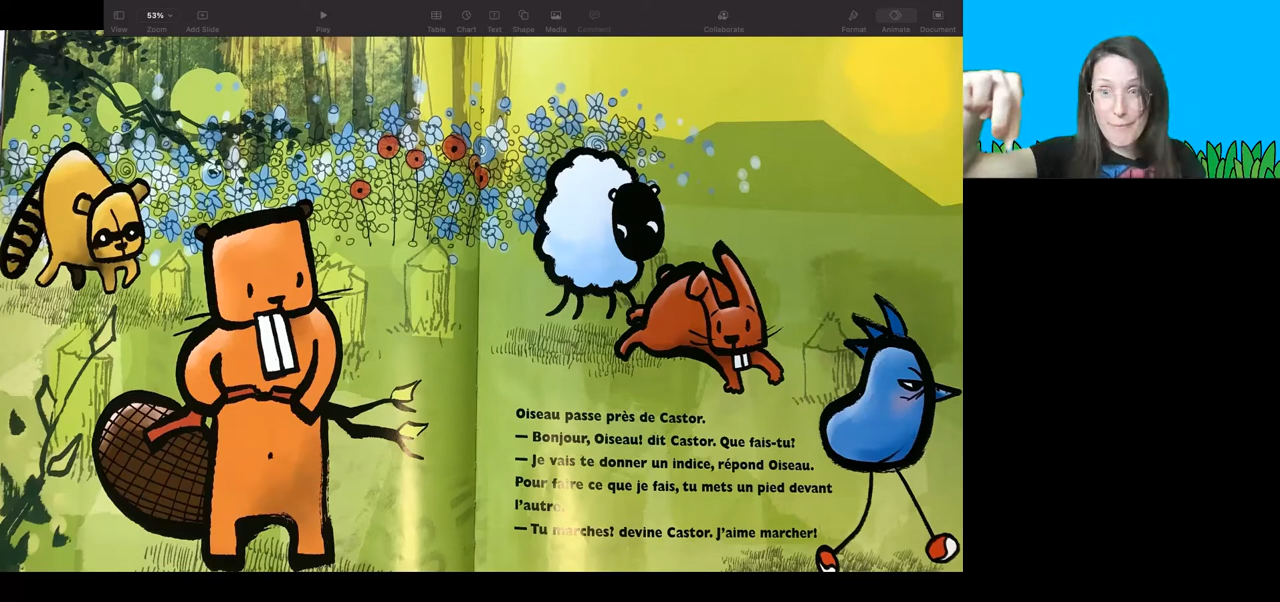 53%
View
Zoom
Add Slide
Play
Table
Chart
Text
Shape
Media
Comment
Collaborate
Format
Animate
Document
Oiseau passe près de Castor.
— Bonjour, Oiseau! dit Castor. Que fais-tu?
— Je vais te donner un indice, répond Oiseau.
Pour faire ce que je fais, tu mets un pied devant
l'autre.
— Tu marches? devine Castor. J'aime marcher!